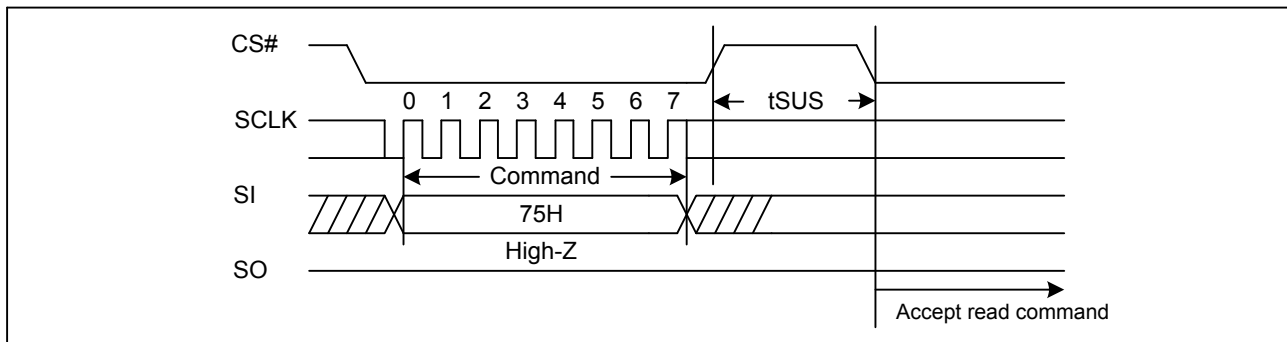 CS#
tSUS
0 1 2 3 4 5 6 7
SCLK
Command
SI
75H
High-Z
SO
Accept read command